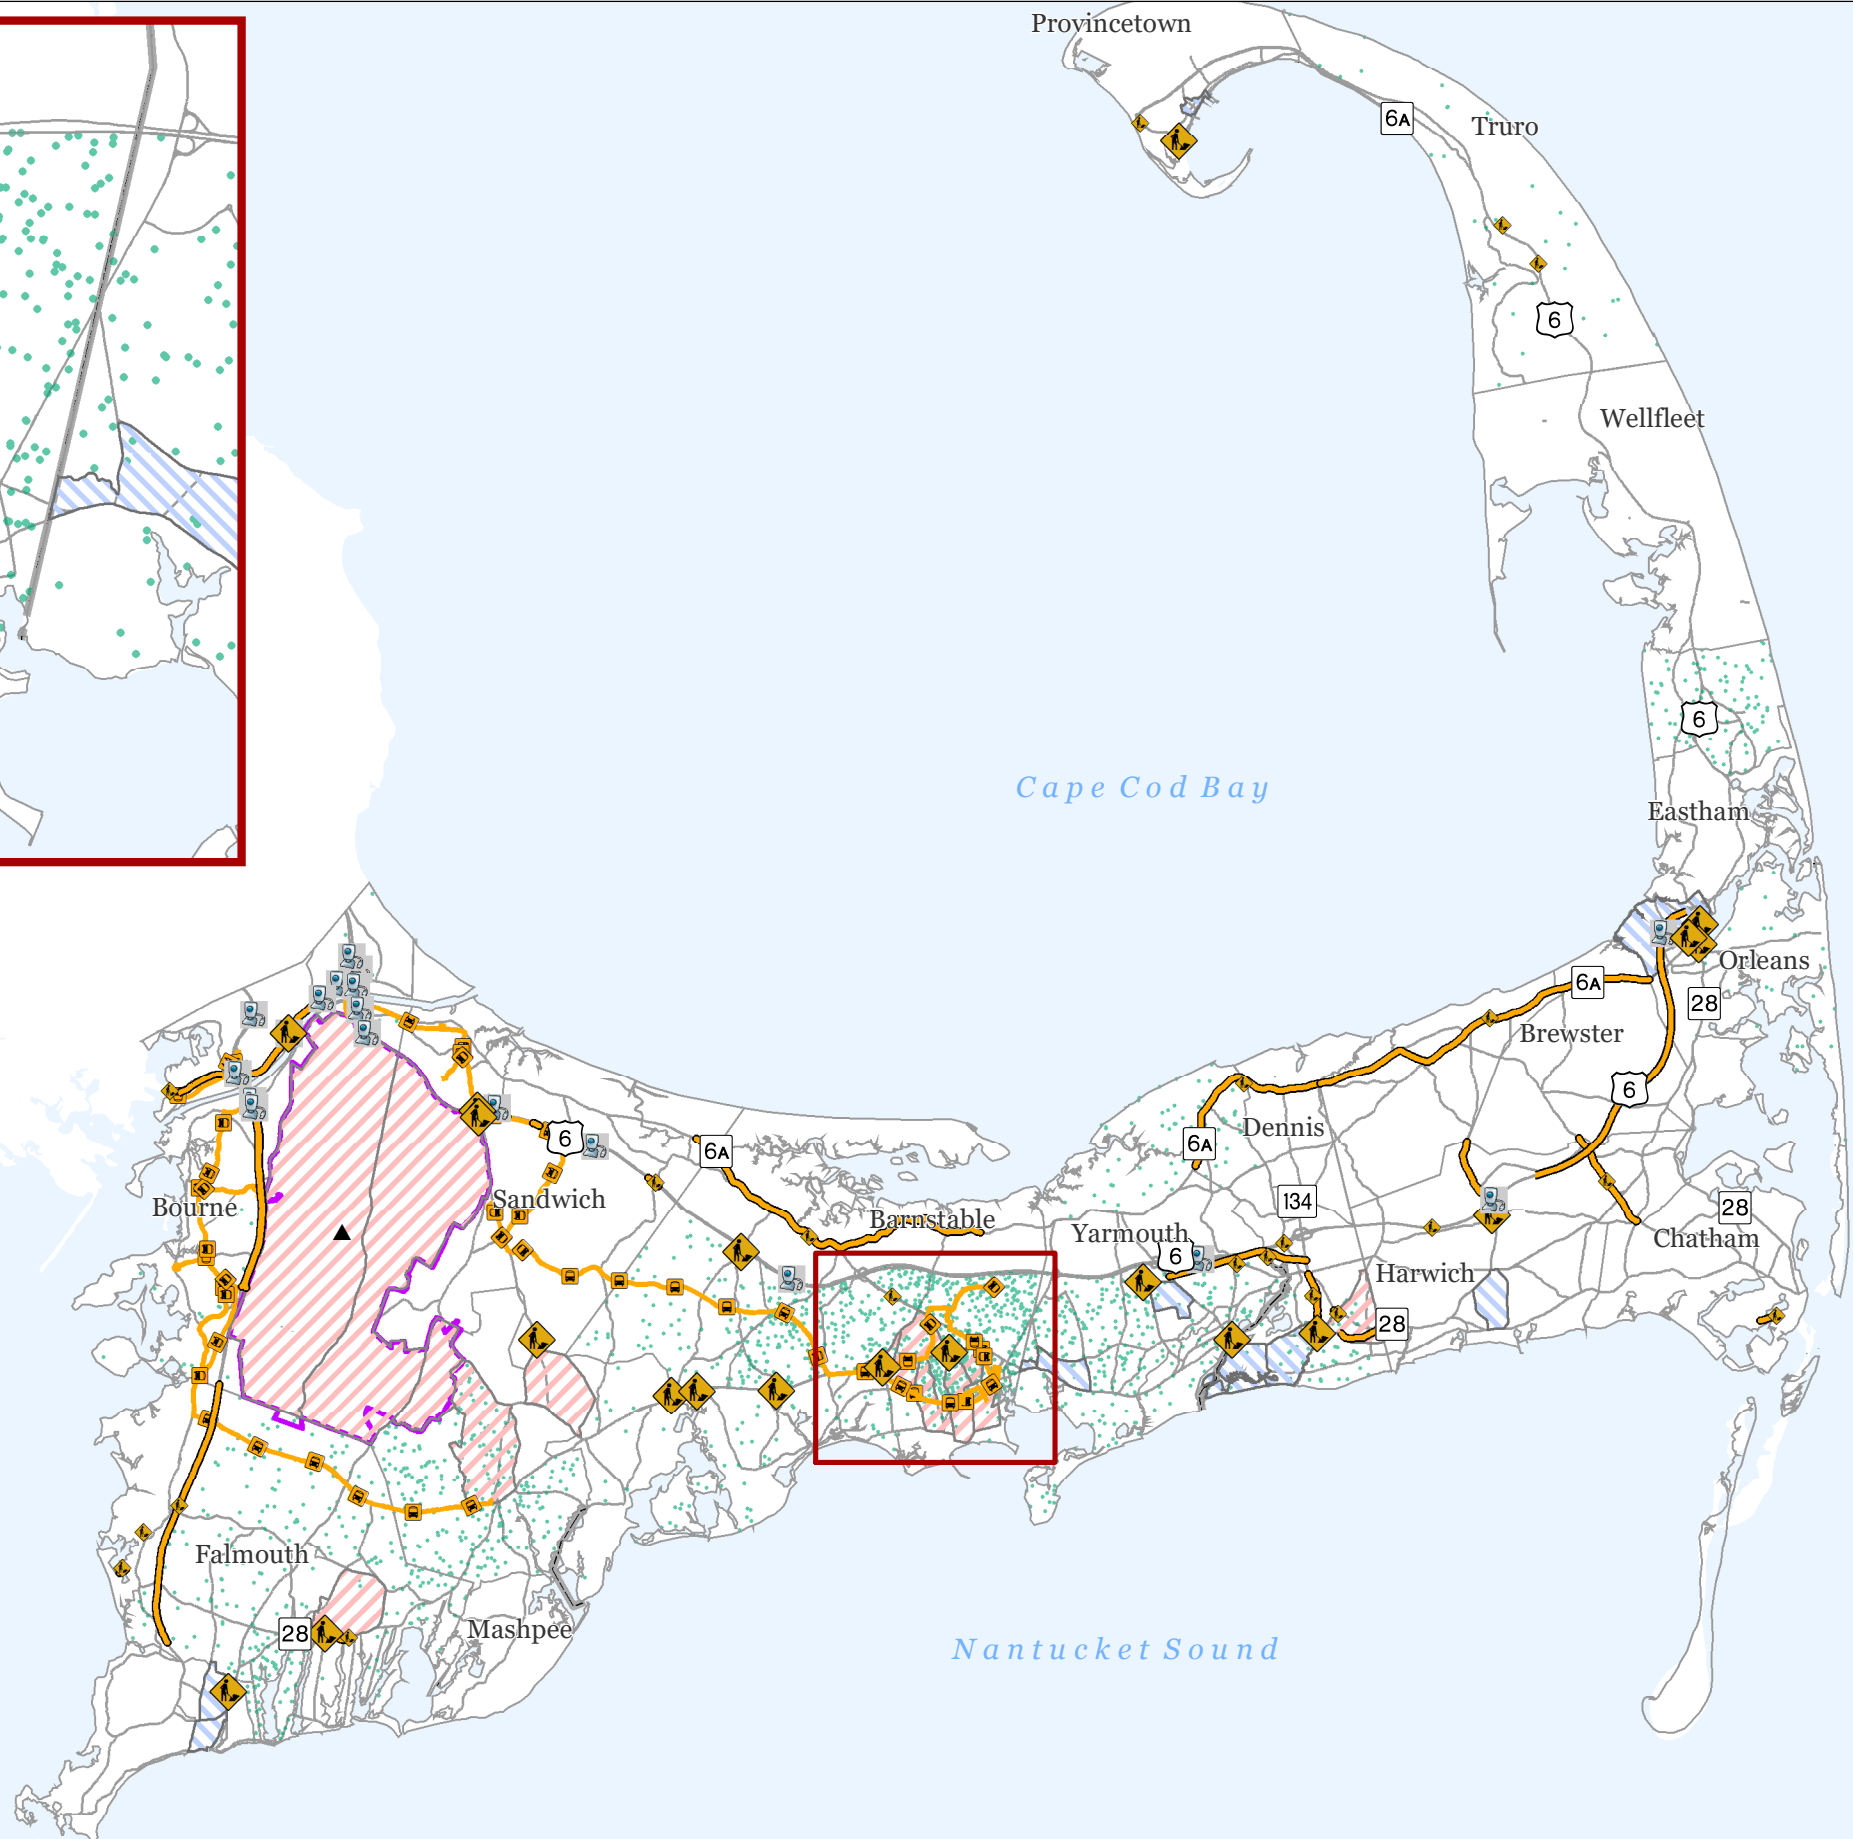 Provincetown
6A
Truro
6
Wellfleet
6
Cape Cod Bay
Eastham
Orleans
6A
28
Brewster
6
Dennis
6
6A
6A
Sandwich
134
Bourne
28
Barnstable
Yarmouth
Chatham
6
Harwich
28
Falmouth
28
Mashpee
Nantucket Sound